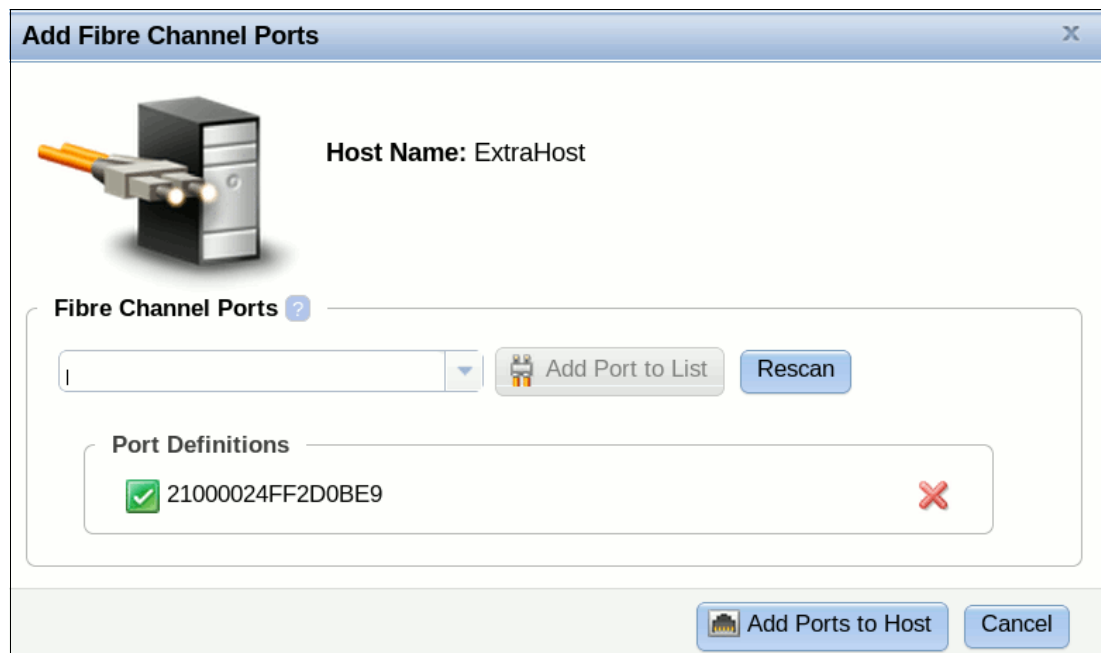 Add Fibre Channel Ports x
Host Name: ExtraHost
Fibre Channel Ports ?
Add Port to List Rescan
Port Definitions
21000024FF2D0BE9
Add Ports to Host Cancel